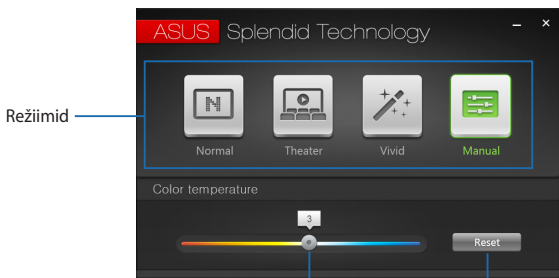 ASUS Splendid Technology
Režiimid
Normal Theater Vivid Manual
Color temperature
3
Reset